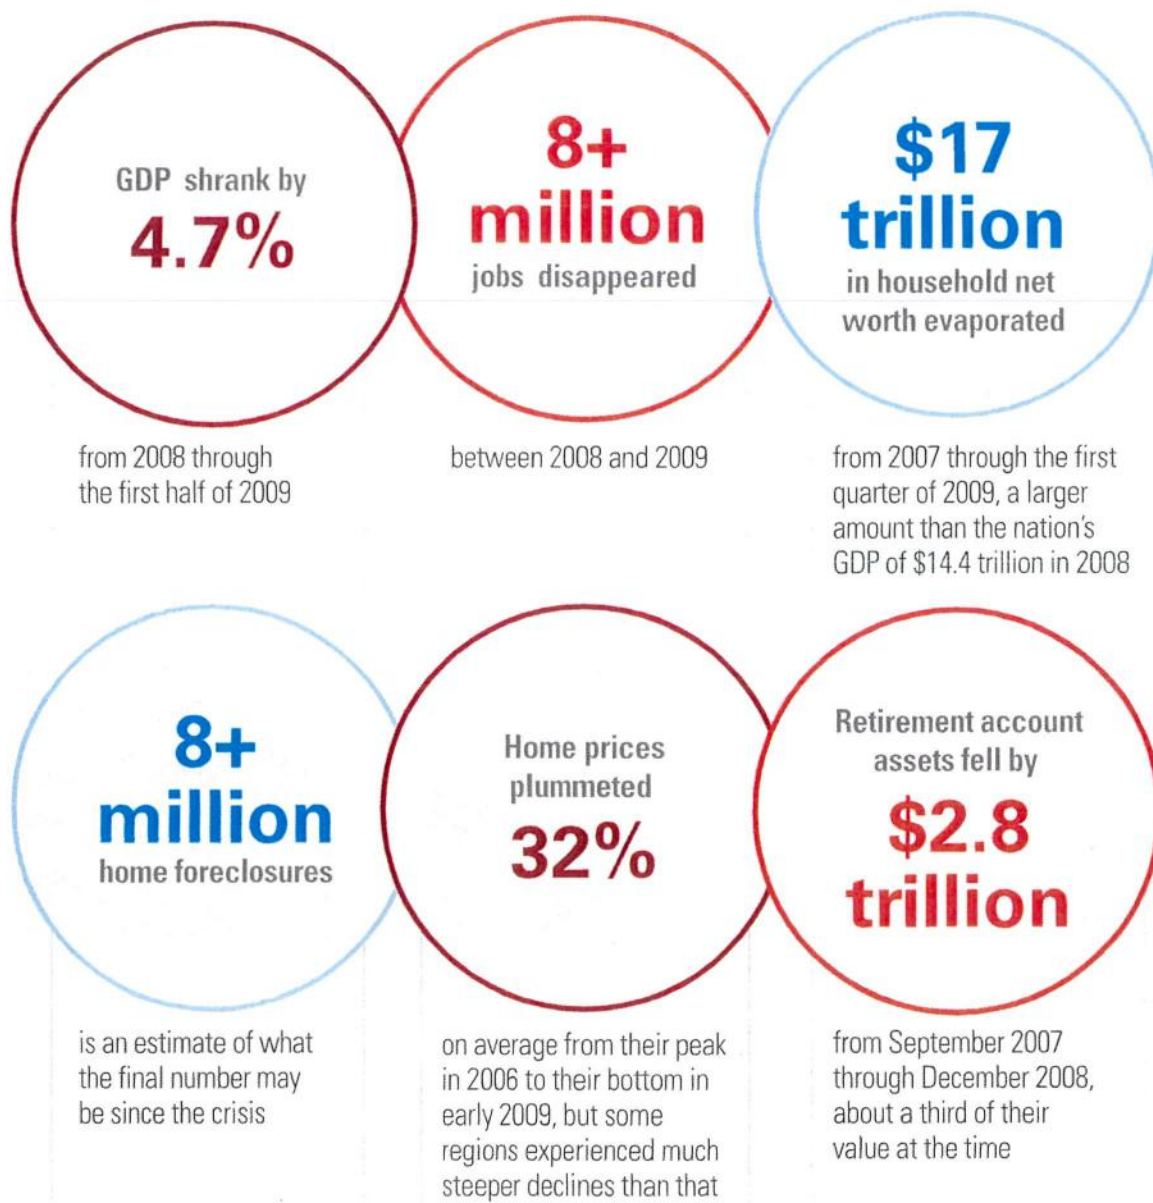 GDP shrank by
4.7%
from 2008 through
the first half of 2009
8+
million
jobs disappeared
between 2008 and 2009
$17
trillion
in household net
worth evaporated
from 2007 through the first
quarter of 2009, a larger
amount than the nation's
GDP of $14.4 trillion in 2008
8+
million
home foreclosures
is an estimate of what
the final number may
be since the crisis
Home prices
plummeted
32%
on average from their peak
in 2006 to their bottom in
early 2009, but some
regions experienced much
steeper declines than that
Retirement account
assets fell by
$2.8
trillion
from September 2007
through December 2008,
about a third of their
value at the time